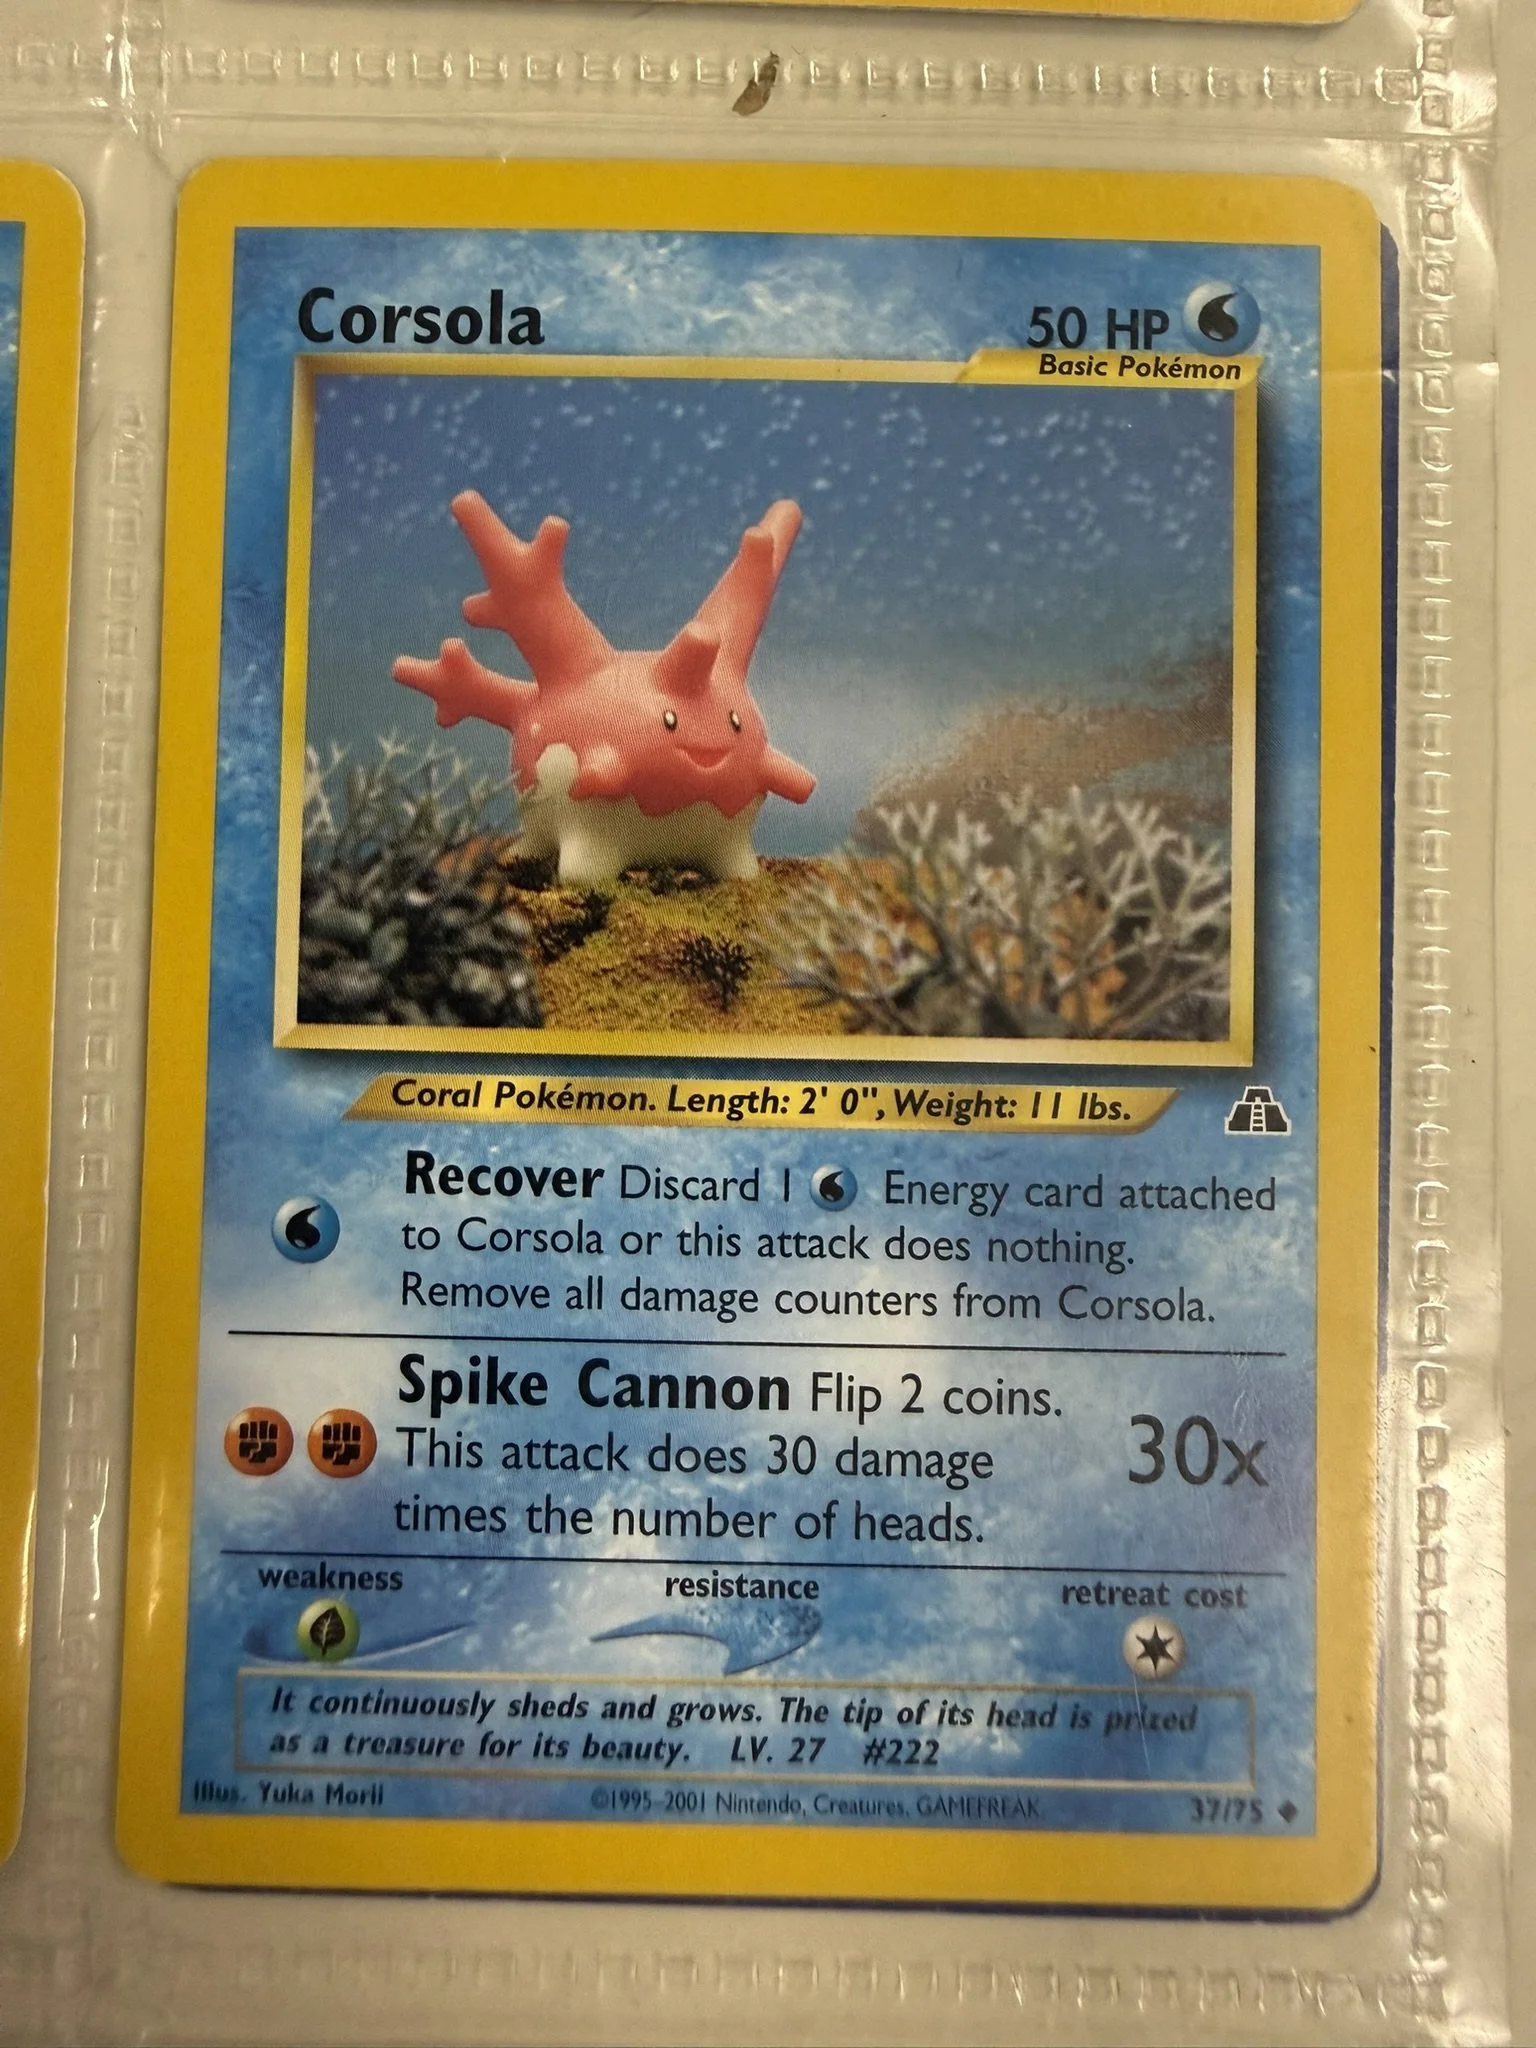 Corsola
50 HP
Basic Pokémon
Coral Pokémon. Length: 2' 0", Weight: 11 lbs.
Recover Discard 1 Energy card attached
to Corsola or this attack does nothing.
Remove all damage counters from Corsola.
Spike Cannon Flip 2 coins.
This attack does 30 damage
times the number of heads.
30x
weakness
resistance
retreat cost
It continuously sheds and grows. The tip of its head is prized
as a treasure for its beauty. LV. 27 #222
Illus. Yuka Morii
©1995-2001 Nintendo, Creatures, GAMEFREAK
37/75